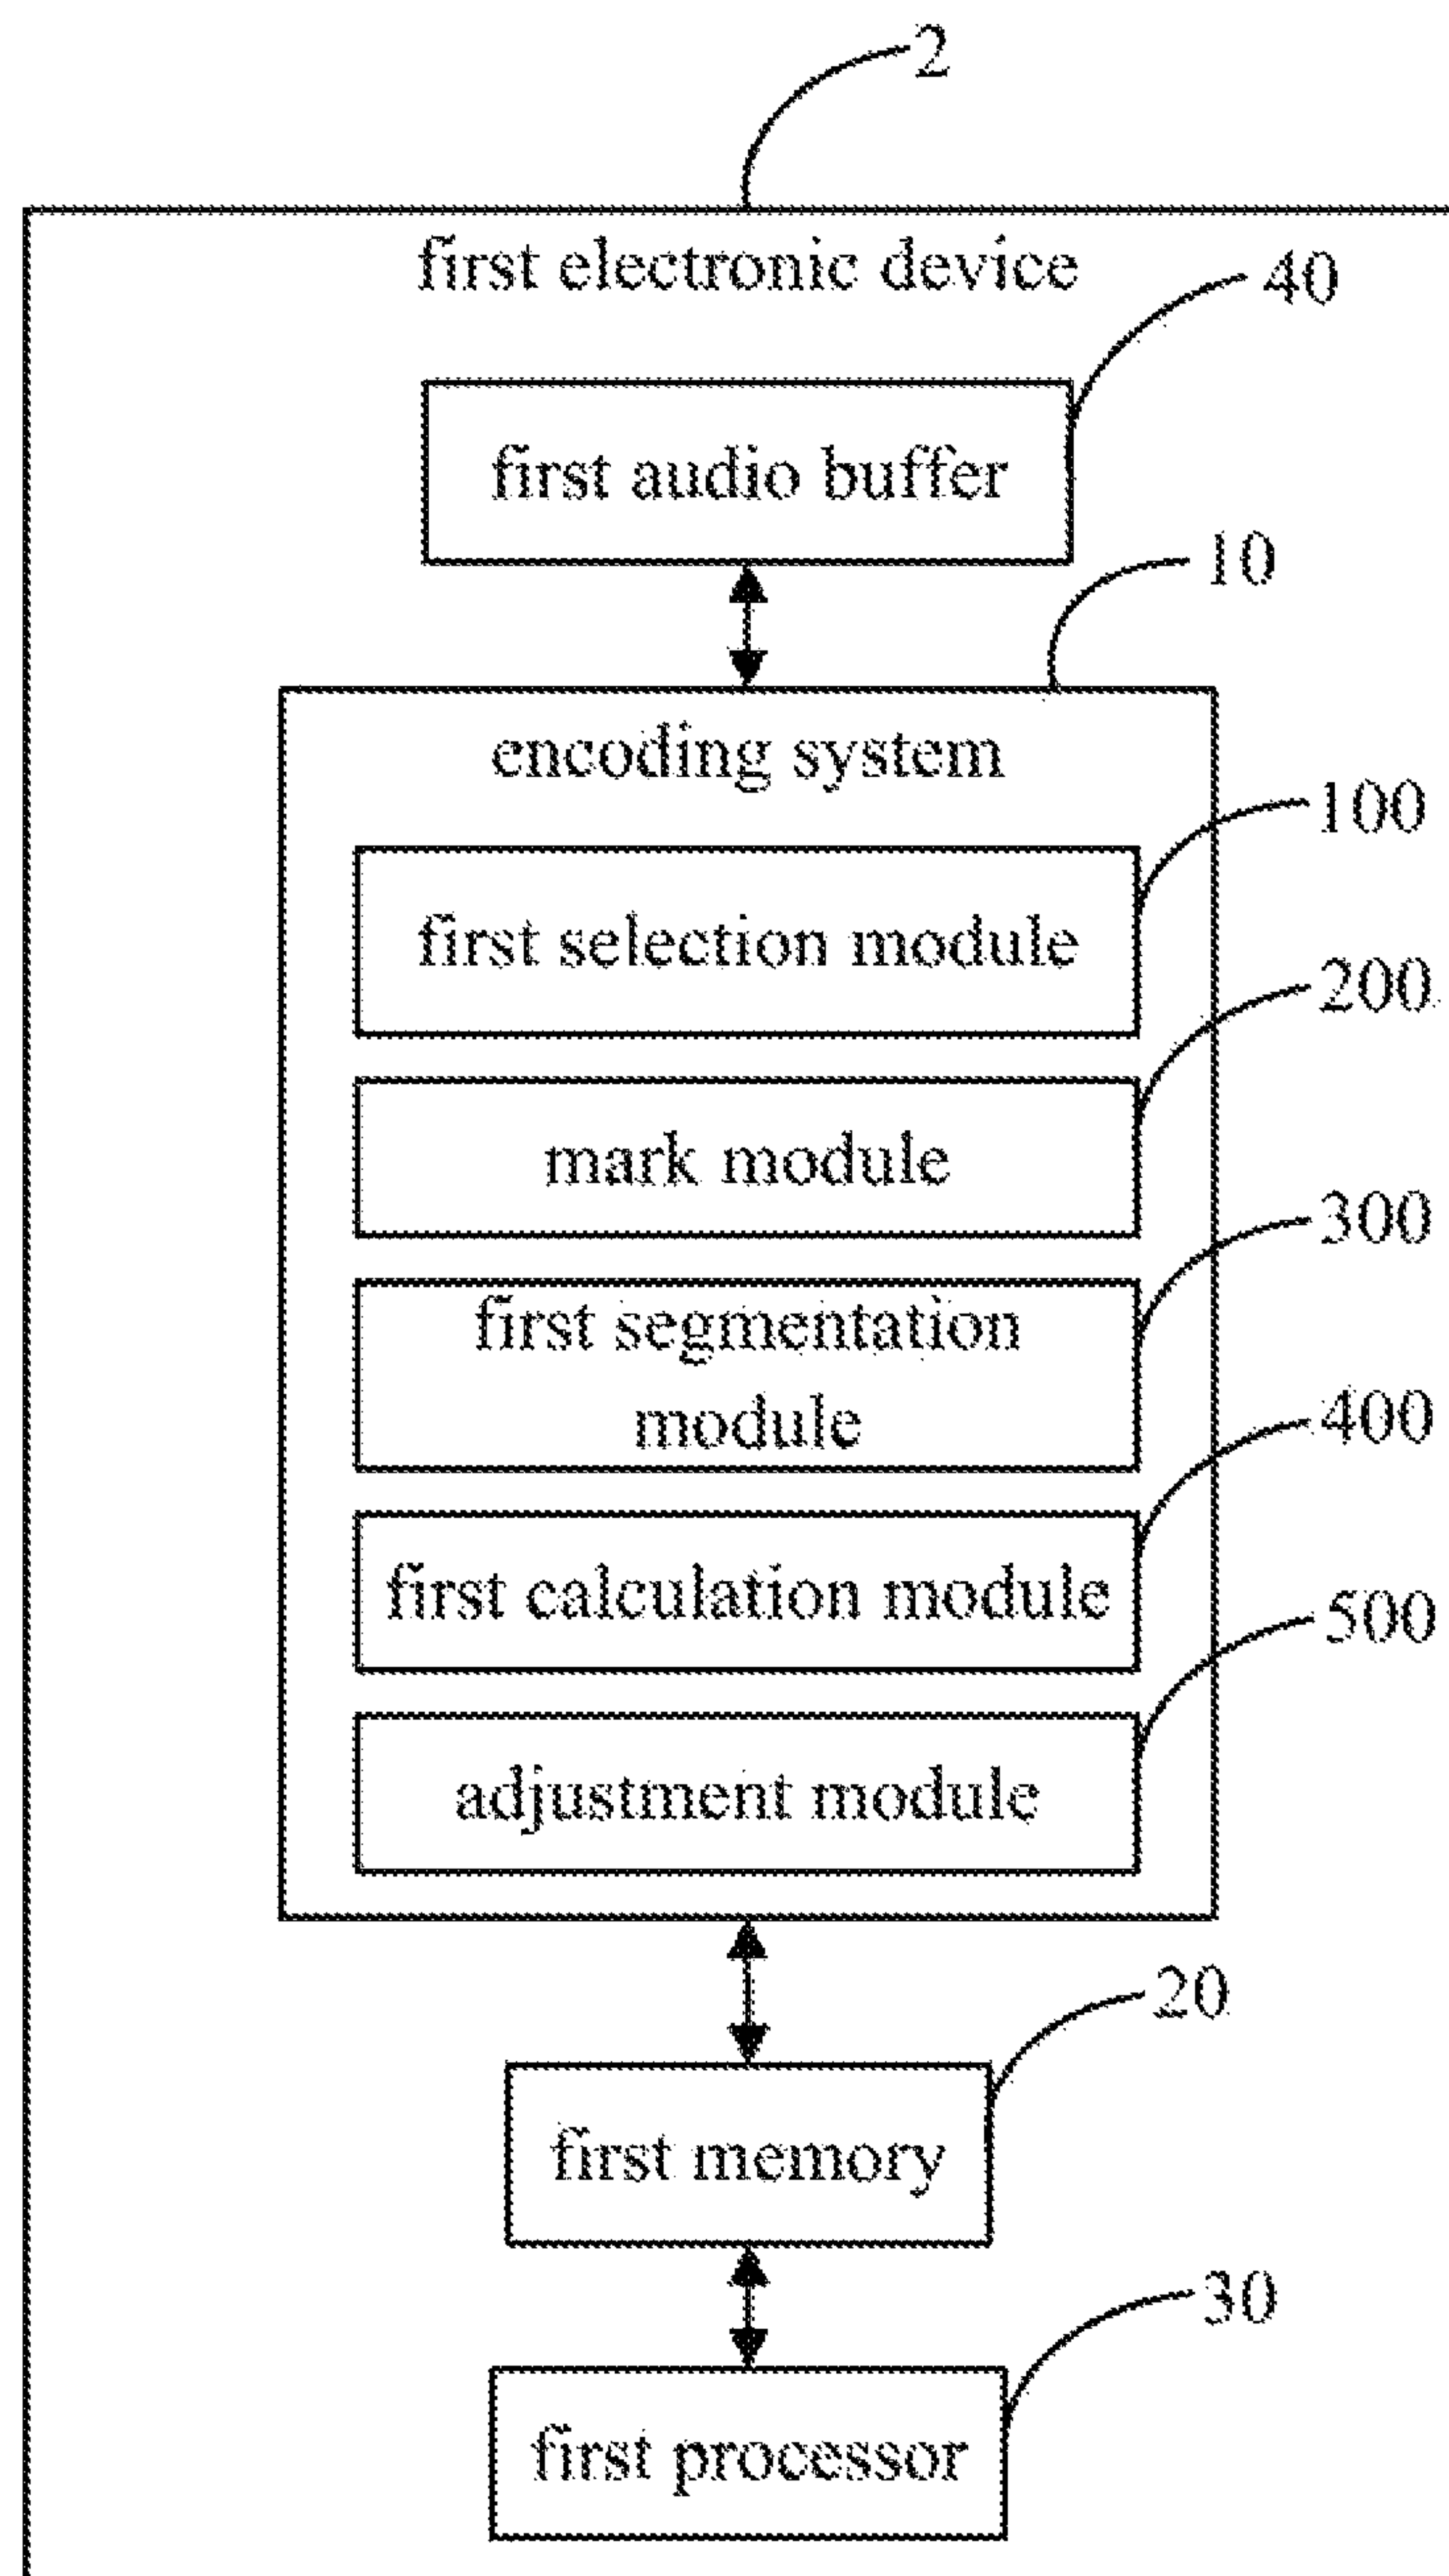 2
first electronic device
40
first audio buffer
10
encoding system
100
first selection module
200
mark module
300
first segmentation
module
400
first calculation module
500
adjustment module
20
first memory
30
first processor